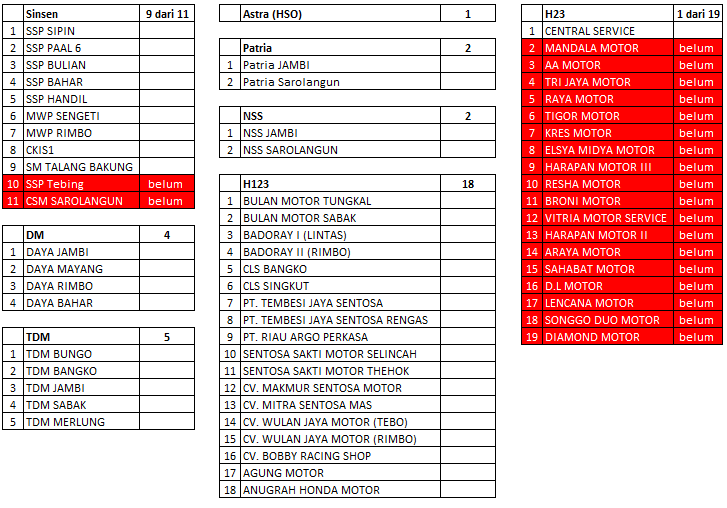 Sinsen 9 dari 11
1 SSP SIPIN
2 SSP PAAL 6
3 SSP BULIAN
4 SSP BAHAR
5 SSP HANDIL
6 MWP SENGETI
7 MWP RIMBO
8 CKIS1
9 SM TALANG BAKUNG
10 SSP Tebing belum
11 CSM SAROLANGUN belum
DM 4
1 DAYA JAMBI
2 DAYA MAYANG
3 DAYA RIMBO
4 DAYA BAHAR
TDM 5
1 TDM BUNGO
2 TDM BANGKO
3 TDM JAMBI
4 TDM SABAK
5 TDM MERLUNG
Astra (HSO) 1
Patria 2
1 Patria JAMBI
2 Patria Sarolangun
NSS 2
1 NSS JAMBI
2 NSS SAROLANGUN
H123 18
1 BULAN MOTOR TUNGKAL
2 BULAN MOTOR SABAK
3 BADORAY I (LINTAS)
4 BADORAY II (RIMBO)
5 CLS BANGKO
6 CLS SINGKUT
7 PT. TEMBESI JAYA SENTOSA
8 PT. TEMBESI JAYA SENTOSA RENGAS
9 PT. RIAU ARGO PERKASA
10 SENTOSA SAKTI MOTOR SELINCAH
11 SENTOSA SAKTI MOTOR THEHOK
12 CV. MAKMUR SENTOSA MOTOR
13 CV. MITRA SENTOSA MAS
14 CV. WULAN JAYA MOTOR (TEBO)
15 CV. WULAN JAYA MOTOR (RIMBO)
16 CV. BOBBY RACING SHOP
17 AGUNG MOTOR
18 ANUGRAH HONDA MOTOR
H23 1 dari 19
1 CENTRAL SERVICE
2 MANDALA MOTOR belum
3 AA MOTOR belum
4 TRI JAYA MOTOR belum
5 RAYA MOTOR belum
6 TIGOR MOTOR belum
7 KRES MOTOR belum
8 ELSYA MIDYA MOTOR belum
9 HARAPAN MOTOR III belum
10 RESHA MOTOR belum
11 BRONI MOTOR belum
12 VITRIA MOTOR SERVICE belum
13 HARAPAN MOTOR II belum
14 ARAYA MOTOR belum
15 SAHABAT MOTOR belum
16 D.L MOTOR belum
17 LENCANA MOTOR belum
18 SONGGO DUO MOTOR belum
19 DIAMOND MOTOR belum